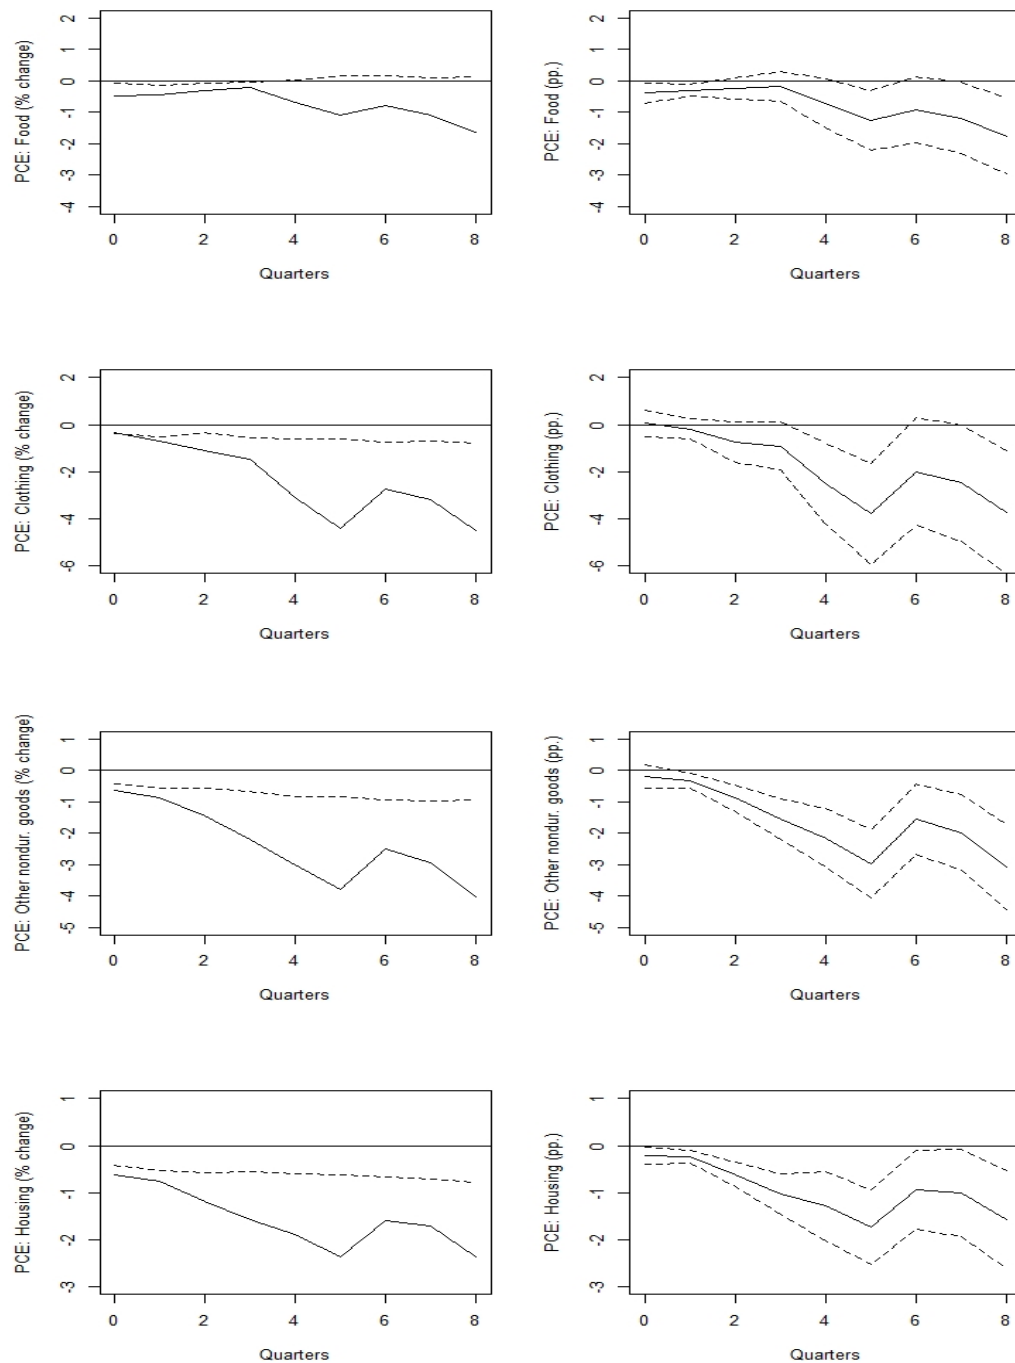 PCE: Food (% change)
2
1
0
-1
-2
-3
-4
0 2 4 6 8
Quarters
PCE: Food (pp.)
2
1
0
-1
-2
-3
-4
0 2 4 6 8
Quarters
PCE: Clothing (% change)
2
0
-2
-4
-6
0 2 4 6 8
Quarters
PCE: Clothing (pp.)
2
0
-2
-4
-6
0 2 4 6 8
Quarters
PCE: Other nondur. goods (% change)
1
0
-1
-2
-3
-4
-5
0 2 4 6 8
Quarters
PCE: Other nondur. goods (pp.)
1
0
-1
-2
-3
-4
-5
0 2 4 6 8
Quarters
PCE: Housing (% change)
1
0
-1
-2
-3
0 2 4 6 8
Quarters
PCE: Housing (pp.)
1
0
-1
-2
-3
0 2 4 6 8
Quarters